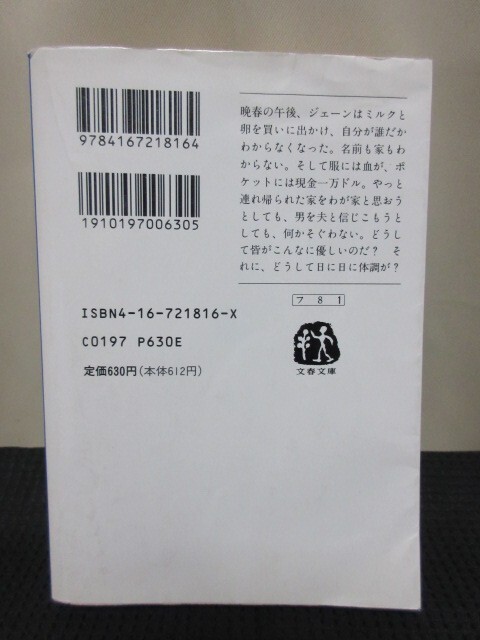 9784167218164
1910197006305
晩春の午後、ジェーンはミルクと
卵を買いに出かけ、自分が誰だか
わからなくなった。名前も家もわ
からない。そして服には血が、ポ
ケットには現金一万ドル。やっと
連れ帰られた家をわが家と思おう
としても、男を夫と信じこもうと
しても、何かそぐわない。どうし
て皆がこんなに優しいのだ？　そ
れに、どうして日に日に体調が？
781
文春文庫
ISBN4-16-721816-X
C0197 P630E
定価630円(本体612円)